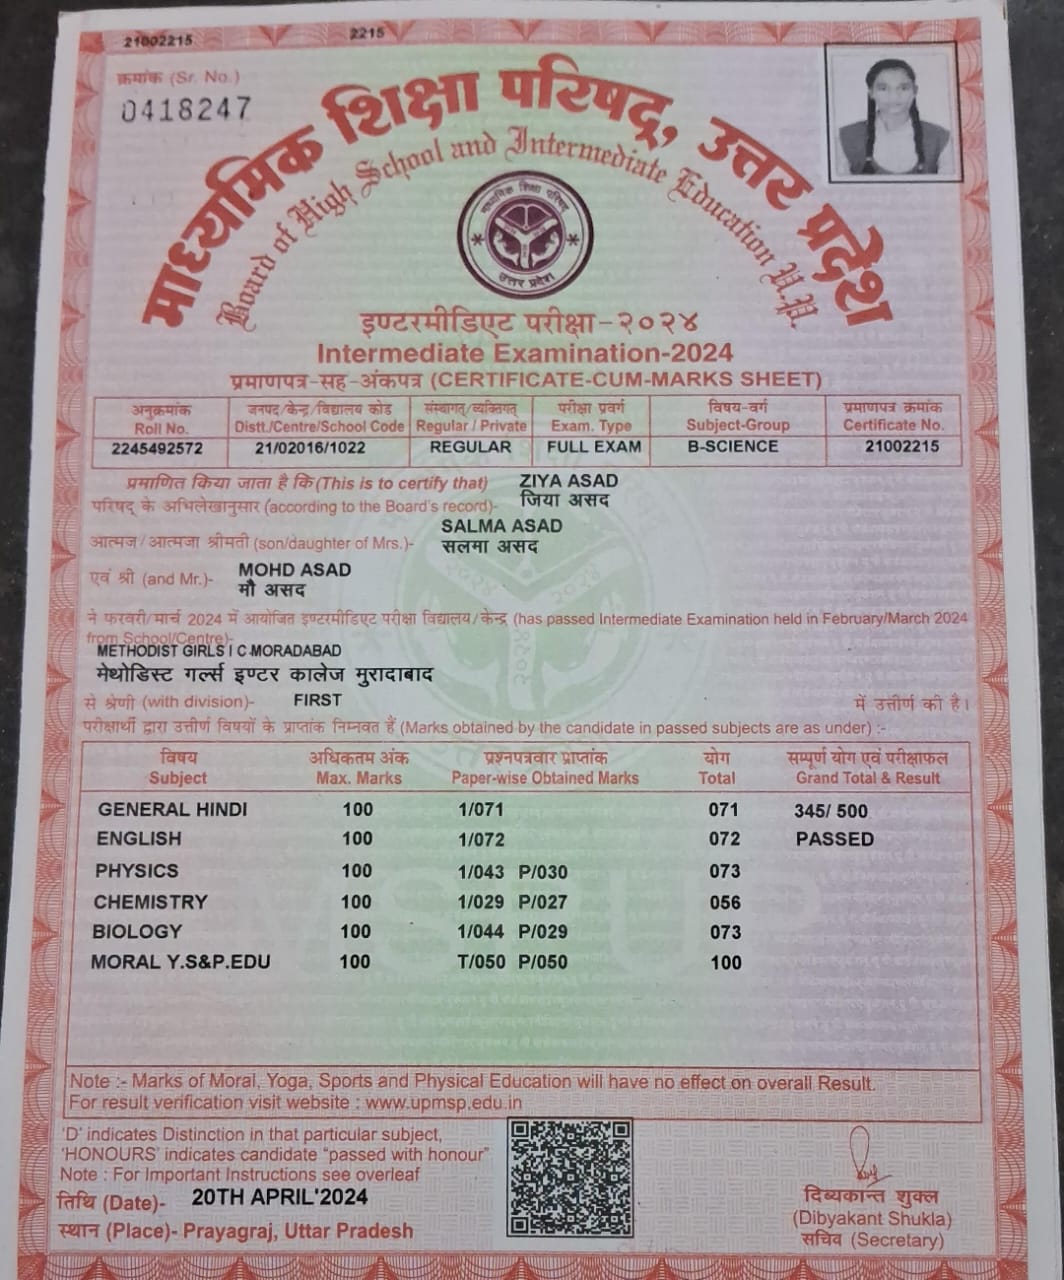 21002215
2215
क्रमांक (Sr. No.)
0418247
माध्यमिक शिक्षा परिषद्, उत्तर प्रदेश
Board of High School and Intermediate Education U.P.
माध्यमिक शिक्षा परिषद
उत्तर प्रदेश
इण्टरमीडिएट परीक्षा-२०२४
Intermediate Examination-2024
प्रमाणपत्र-सह-अंकपत्र (CERTIFICATE-CUM-MARKS SHEET)
अनुक्रमांक जनपद/केन्द्र/विद्यालय कोड संस्थागत/व्यक्तिगत परीक्षा प्रवर्ग विषय-वर्ग प्रमाणपत्र क्रमांक
Roll No. Distt./Centre/School Code Regular / Private Exam. Type Subject-Group Certificate No.
2245492572 21/02016/1022 REGULAR FULL EXAM B-SCIENCE 21002215
प्रमाणित किया जाता है कि (This is to certify that) ZIYA ASAD
परिषद् के अभिलेखानुसार (according to the Board's record)- जिया असद
SALMA ASAD
आत्मज/आत्मजा श्रीमती (son/daughter of Mrs.)- सलमा असद
एवं श्री (and Mr.)- MOHD ASAD
मौ असद
ने फरवरी/मार्च 2024 में आयोजित इण्टरमीडिएट परीक्षा विद्यालय/केन्द्र (has passed Intermediate Examination held in February/March 2024
from School/Centre)-
METHODIST GIRLS I C MORADABAD
मेथोडिस्ट गर्ल्स इण्टर कालेज मुरादाबाद
से श्रेणी (with division)- FIRST में उत्तीर्ण की है।
परीक्षार्थी द्वारा उत्तीर्ण विषयों के प्राप्तांक निम्नवत हैं (Marks obtained by the candidate in passed subjects are as under) :-
विषय अधिकतम अंक प्रश्नपत्रवार प्राप्तांक योग सम्पूर्ण योग एवं परीक्षाफल
Subject Max. Marks Paper-wise Obtained Marks Total Grand Total & Result
GENERAL HINDI 100 1/071 071 345/ 500
ENGLISH 100 1/072 072 PASSED
PHYSICS 100 1/043 P/030 073
CHEMISTRY 100 1/029 P/027 056
BIOLOGY 100 1/044 P/029 073
MORAL Y.S&P.EDU 100 T/050 P/050 100
MSP UP
Note :- Marks of Moral, Yoga, Sports and Physical Education will have no effect on overall Result.
For result verification visit website : www.upmsp.edu.in
'D' indicates Distinction in that particular subject,
'HONOURS' indicates candidate "passed with honour"
Note : For Important Instructions see overleaf
तिथि (Date)- 20TH APRIL'2024
स्थान (Place)- Prayagraj, Uttar Pradesh
दिब्यकान्त शुक्ल
(Dibyakant Shukla)
सचिव (Secretary)